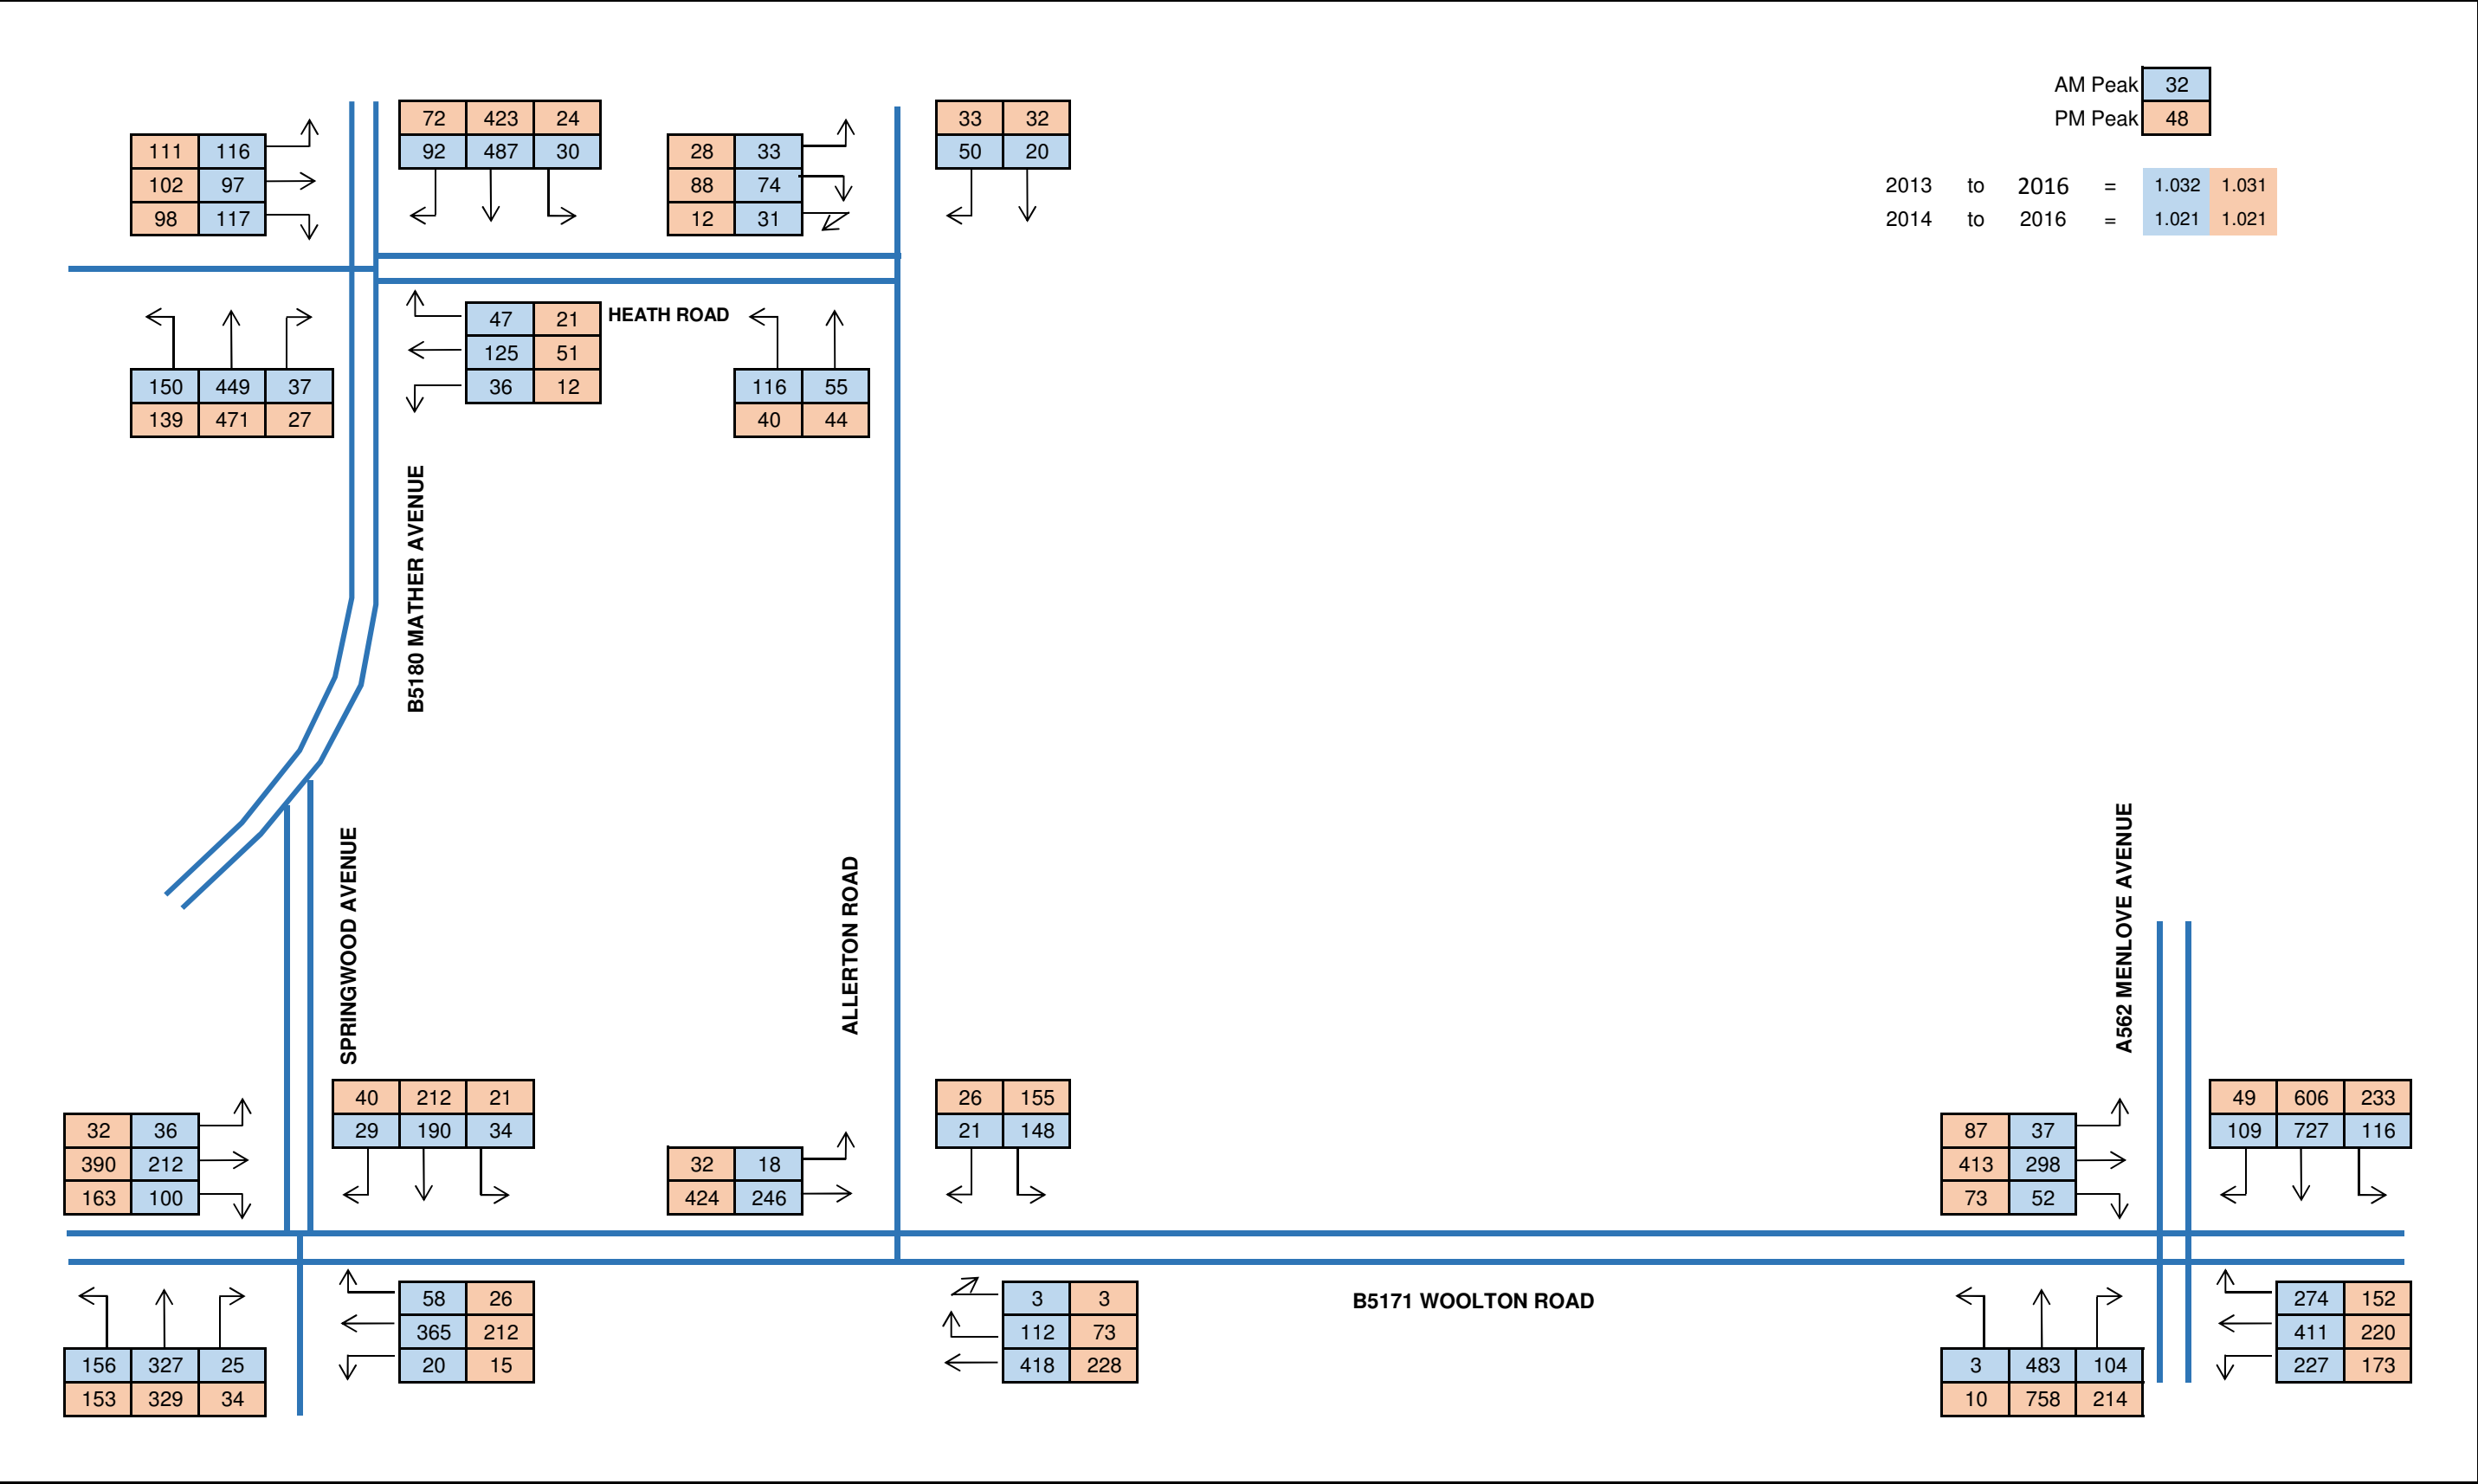 AM Peak 32
PM Peak 48
2013 to 2016 = 1.032 1.031
2014 to 2016 = 1.021 1.021
111 116
102 97
98 117
72 423 24
92 487 30
28 33
88 74
12 31
33 32
50 20
150 449 37
139 471 27
47 21
125 51
36 12
HEATH ROAD
116 55
40 44
B5180 MATHER AVENUE
SPRINGWOOD AVENUE
ALLERTON ROAD
A562 MENLOVE AVENUE
32 36
390 212
163 100
40 212 21
29 190 34
32 18
424 246
26 155
21 148
87 37
413 298
73 52
49 606 233
109 727 116
156 327 25
153 329 34
58 26
365 212
20 15
3 3
112 73
418 228
B5171 WOOLTON ROAD
3 483 104
10 758 214
274 152
411 220
227 173